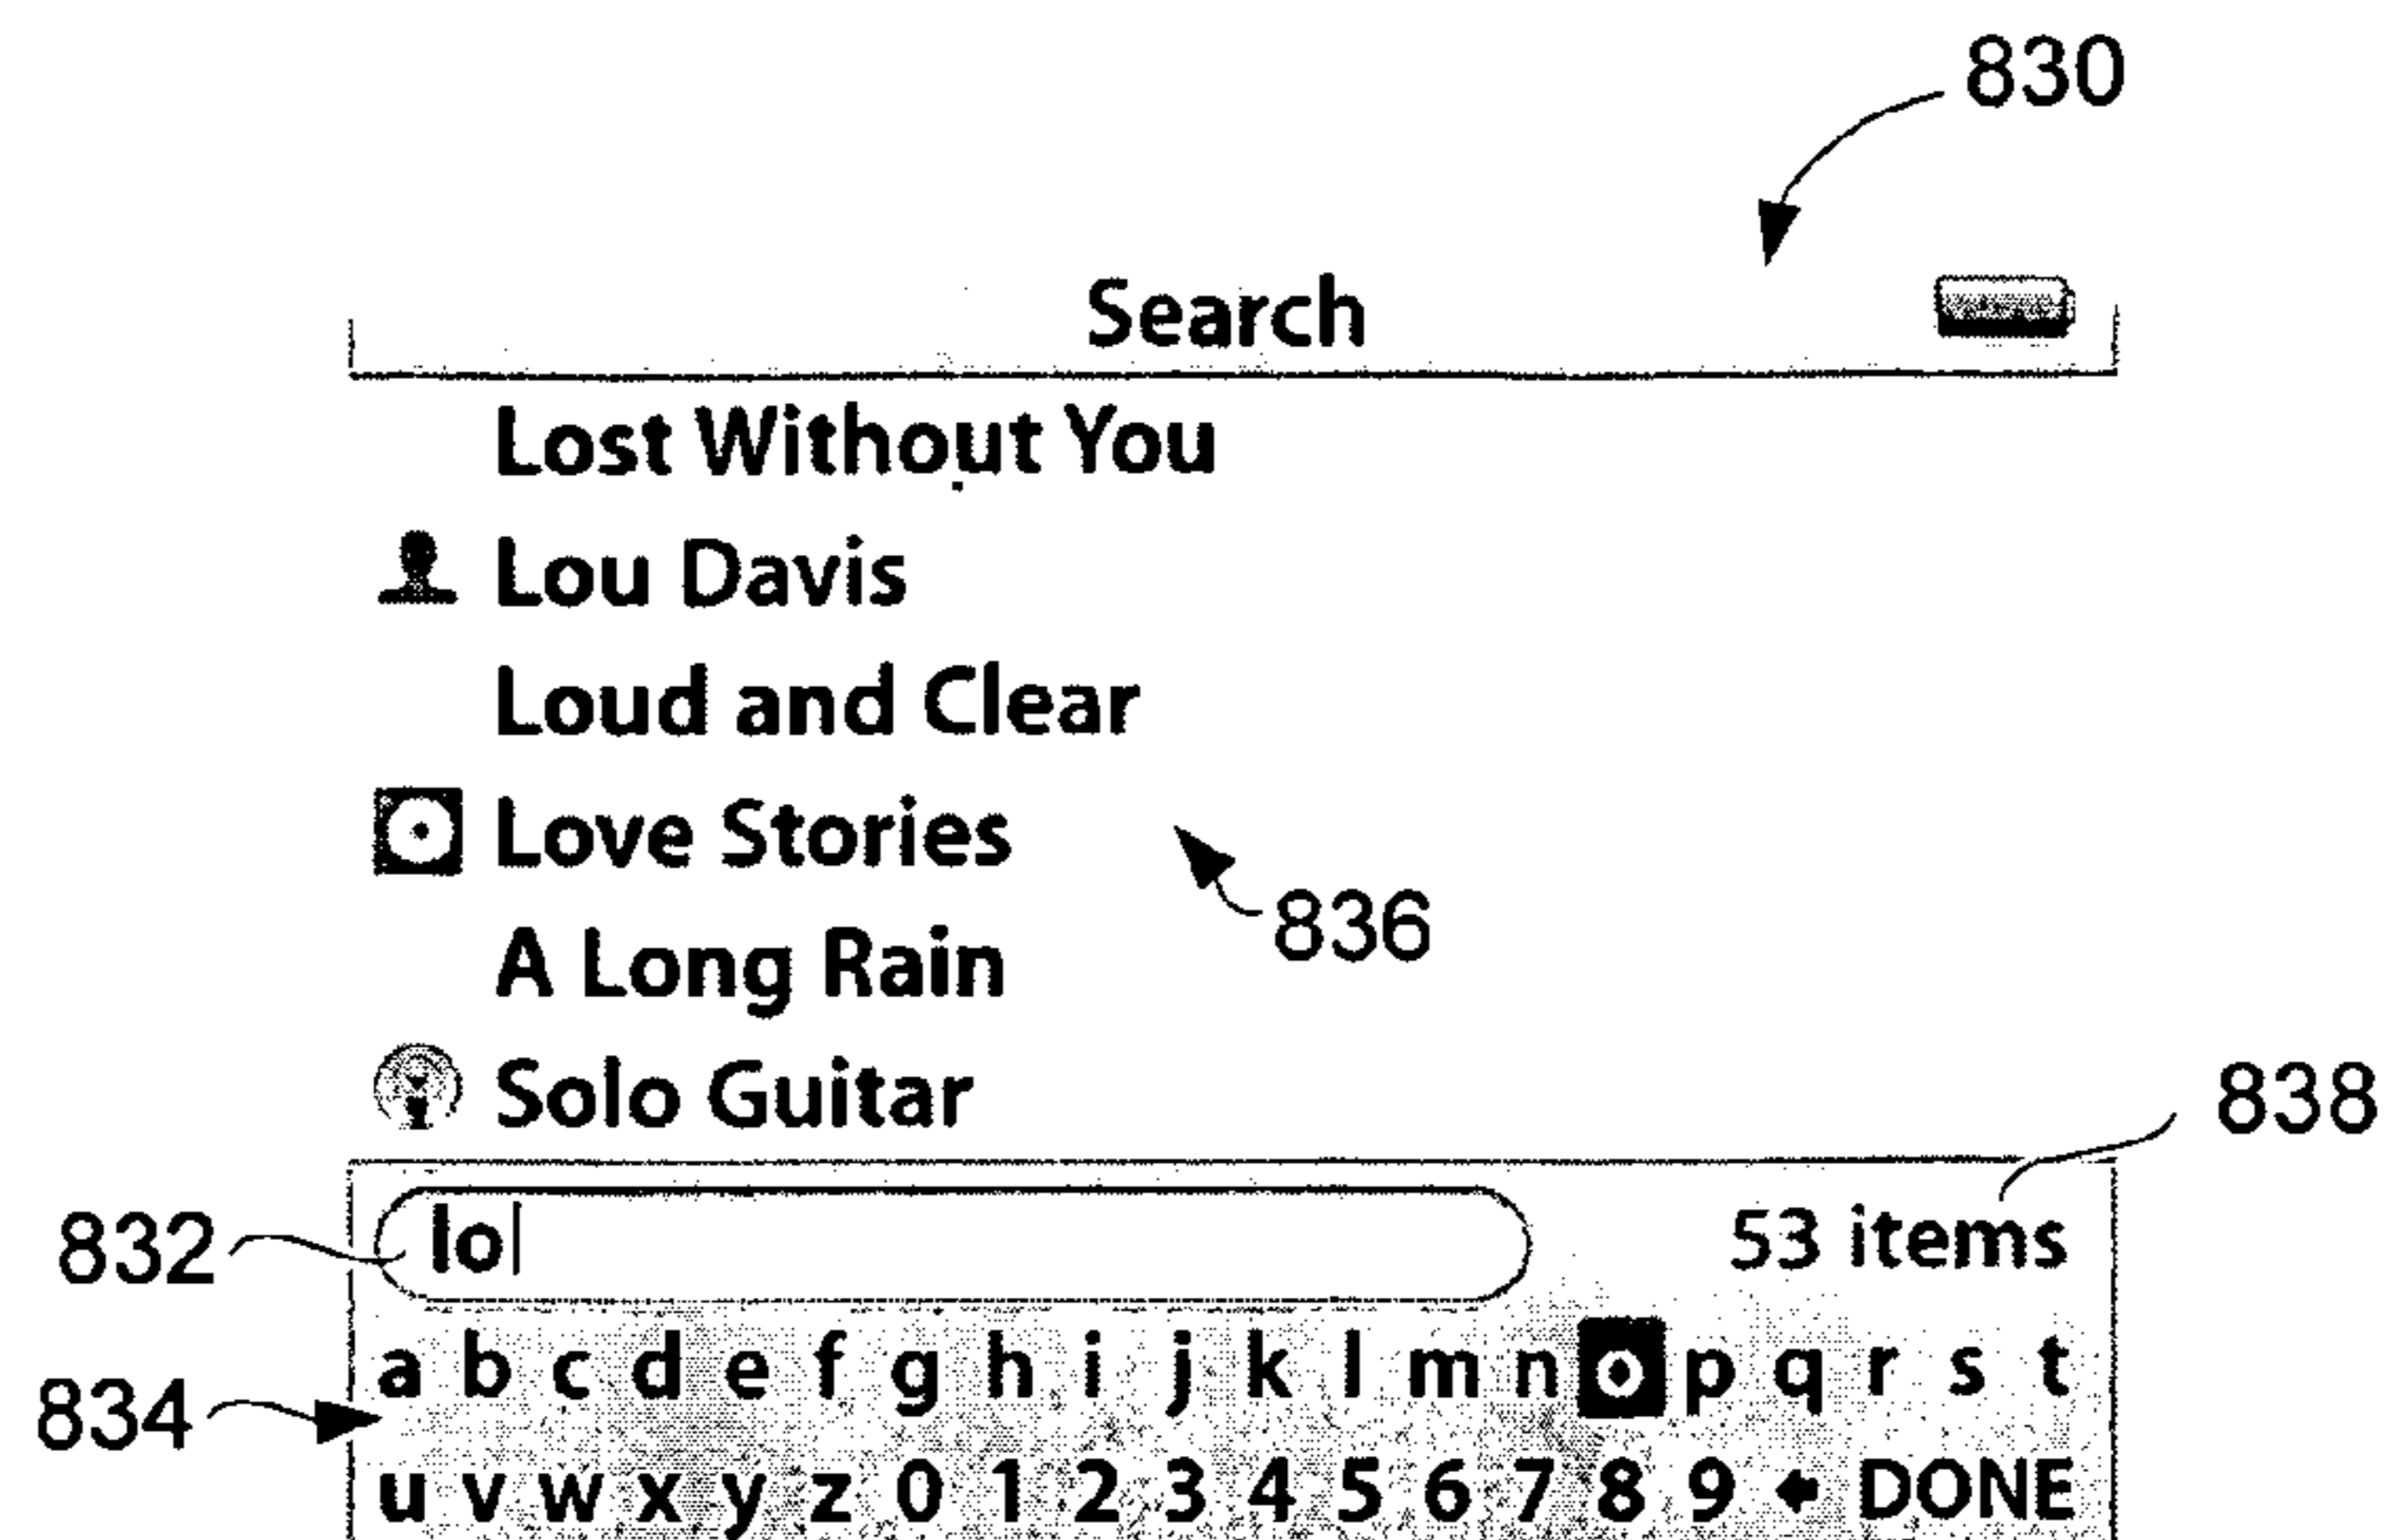 830
Search
Lost Without You
Lou Davis
Loud and Clear
Love Stories
836
A Long Rain
Solo Guitar
838
832
lo
53 items
a b c d e f g h i j k l m n o p q r s t
834
u v w x y z 0 1 2 3 4 5 6 7 8 9 DONE